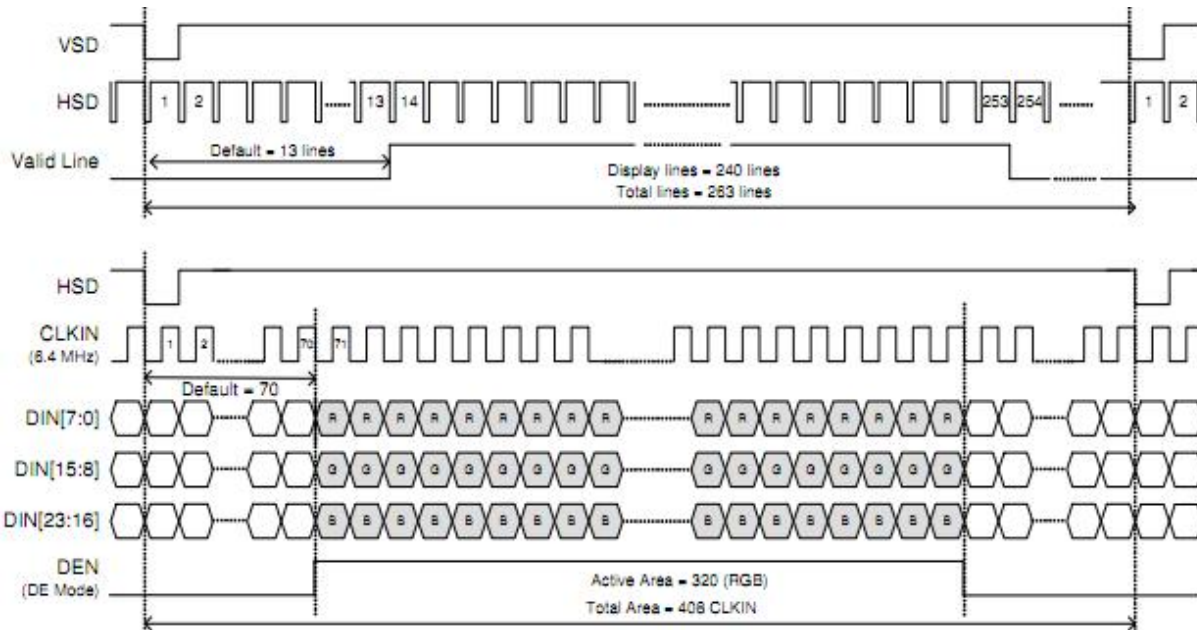 VSD
HSD
1 2 13 14 253 254 1 2
Default = 13 lines
Valid Line
Display lines = 240 lines
Total lines = 263 lines
HSD
CLKIN
(6.4 MHz)
1 2 70 71
Default = 70
DIN[7:0]
R R R R R R R R R R R R R R R R R
DIN[15:8]
G G G G G G G G G G G G G G G G G
DIN[23:16]
B B B B B B B B B B B B B B B B B
DEN
(DE Mode)
Active Area = 320 (RGB)
Total Area = 408 CLKIN